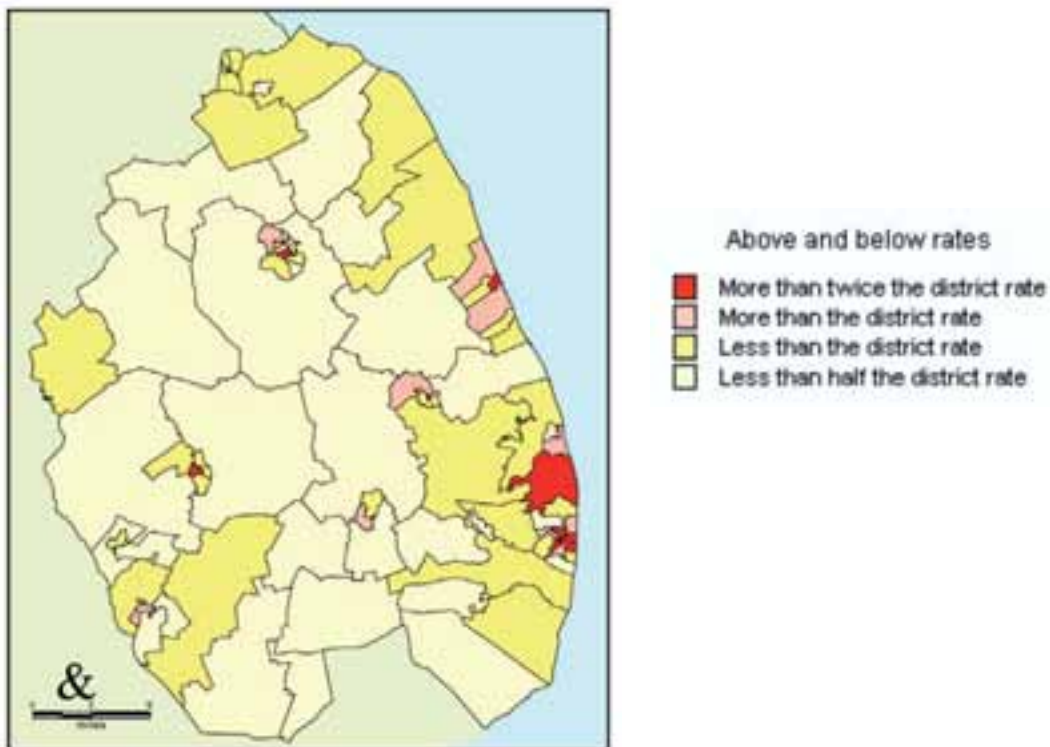 Above and below rates
More than twice the district rate
More than the district rate
Less than the district rate
Less than half the district rate
&